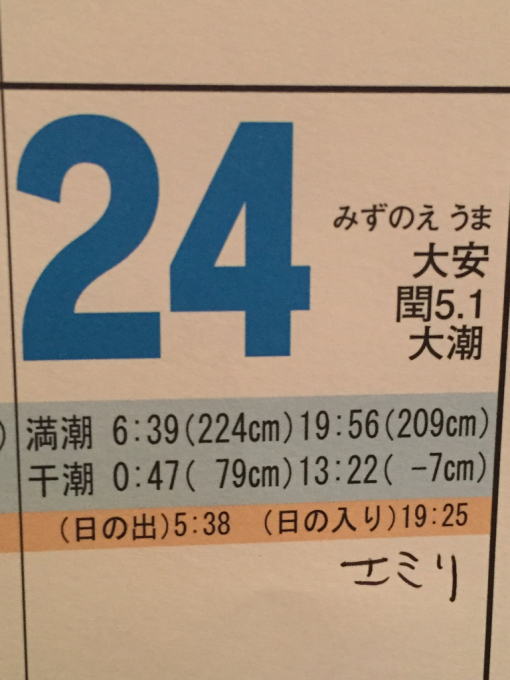 24
みずのえ うま
大安
閏5.1
大潮
) 満潮 6:39(224cm)19:56(209cm)
干潮 0:47( 79cm)13:22( -7cm)
(日の出)5:38 (日の入り)19:25
エミリ